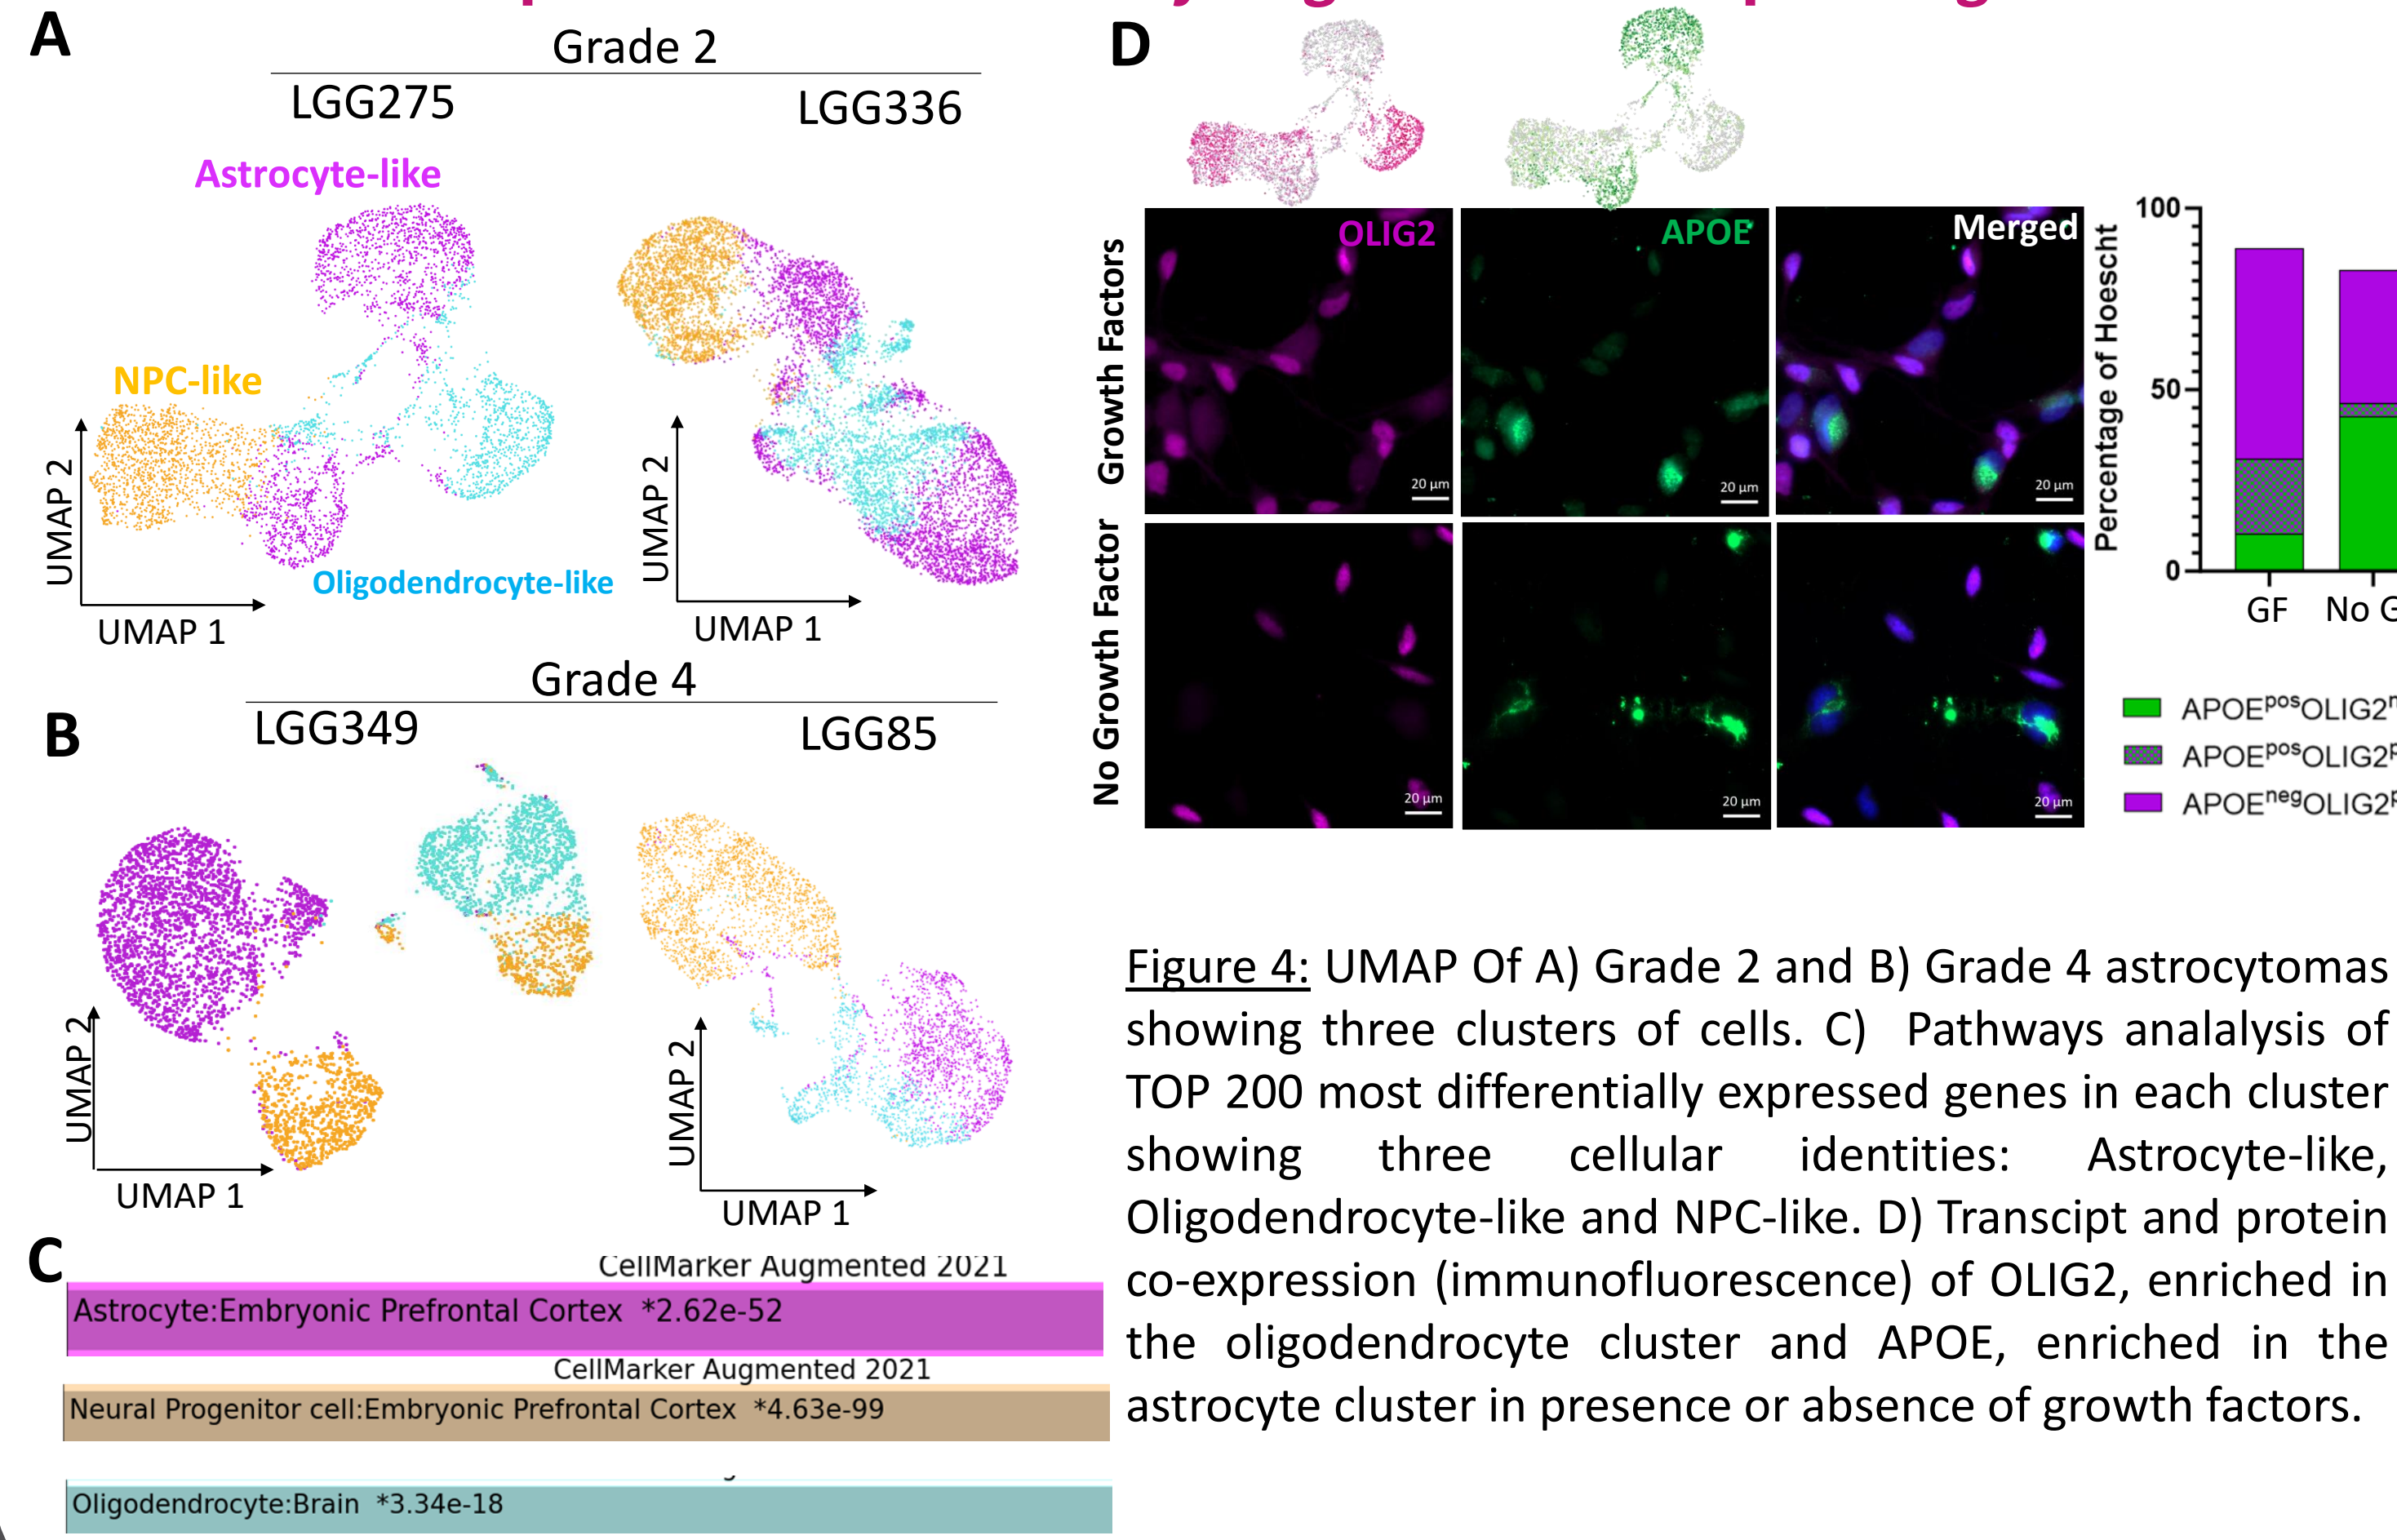 A
Grade 2
LGG275
LGG336
Astrocyte-like
NPC-like
Oligodendrocyte-like
UMAP 2
UMAP 1
UMAP 2
UMAP 1
B
Grade 4
LGG349
LGG85
UMAP 2
UMAP 1
UMAP 2
UMAP 1
C
CellMarker Augmented 2021
Astrocyte:Embryonic Prefrontal Cortex *2.62e-52
CellMarker Augmented 2021
Neural Progenitor cell:Embryonic Prefrontal Cortex *4.63e-99
Oligodendrocyte:Brain *3.34e-18
D
Growth Factors
OLIG2
APOE
Merged
20 µm
20 µm
20 µm
No Growth Factor
20 µm
20 µm
20 µm
Percentage of Hoescht
100
50
0
GF
No
APOEposOLIG2
APOEposOLIG2
APOEnegOLIG2
Figure 4: UMAP Of A) Grade 2 and B) Grade 4 astrocytomas
showing three clusters of cells. C) Pathways analalysis of
TOP 200 most differentially expressed genes in each cluster
showing three cellular identities: Astrocyte-like,
Oligodendrocyte-like and NPC-like. D) Transcipt and protein
co-expression (immunofluorescence) of OLIG2, enriched in
the oligodendrocyte cluster and APOE, enriched in the
astrocyte cluster in presence or absence of growth factors.